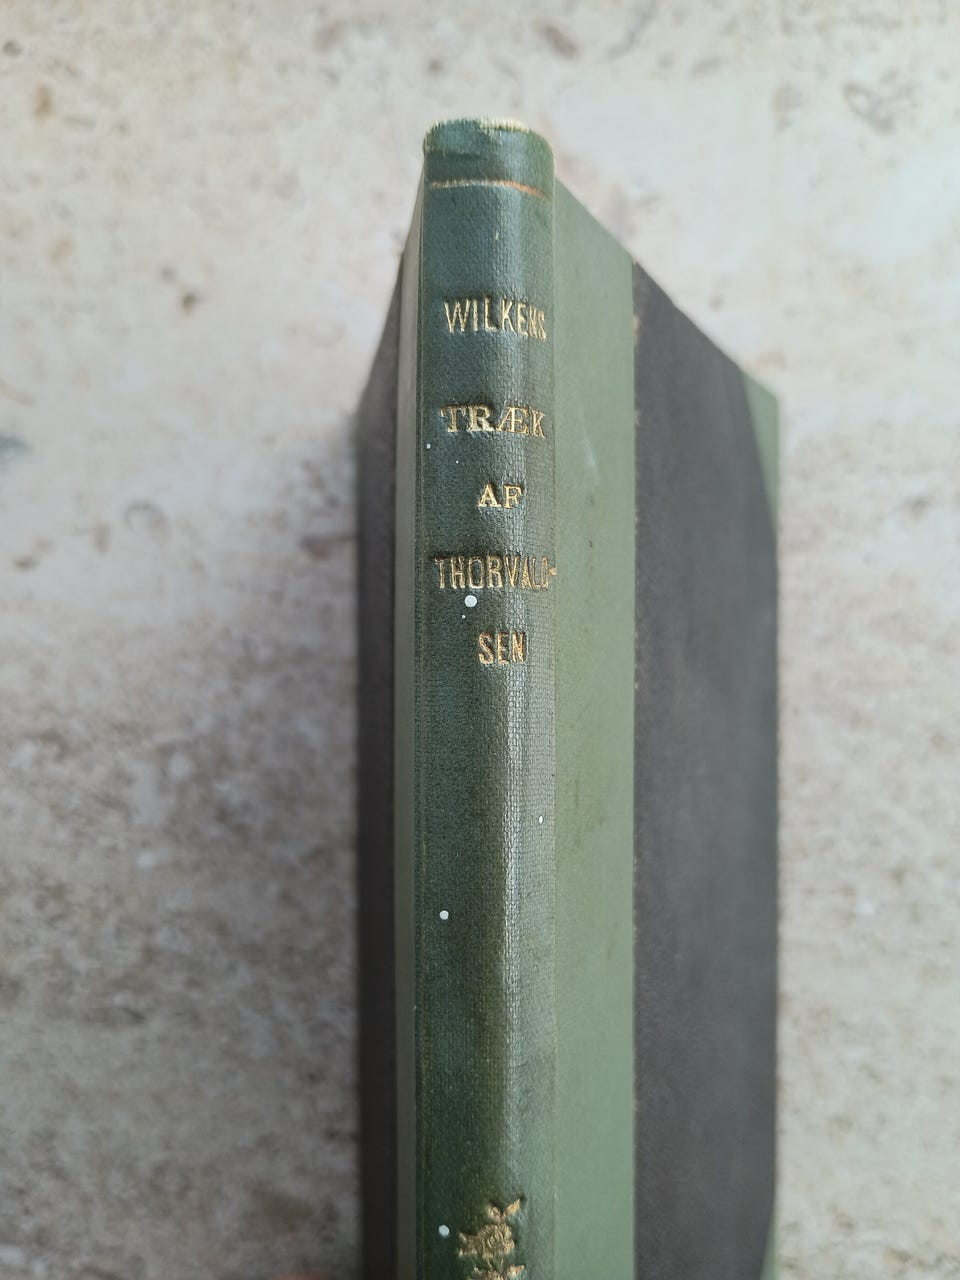 WILKENS
TRÆK
AF
THORVALD-
SEN